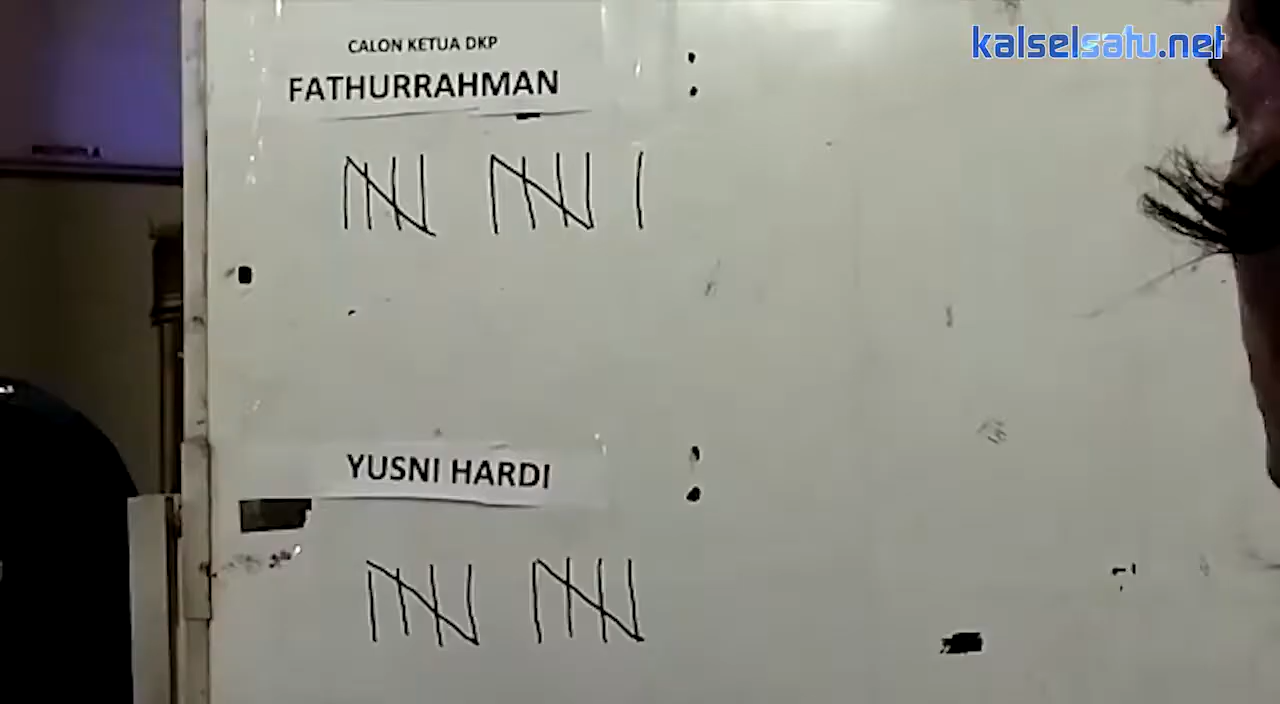 kalselsatu.net
CALON KETUA DKP
FATHURRAHMAN :
YUSNI HARDI :